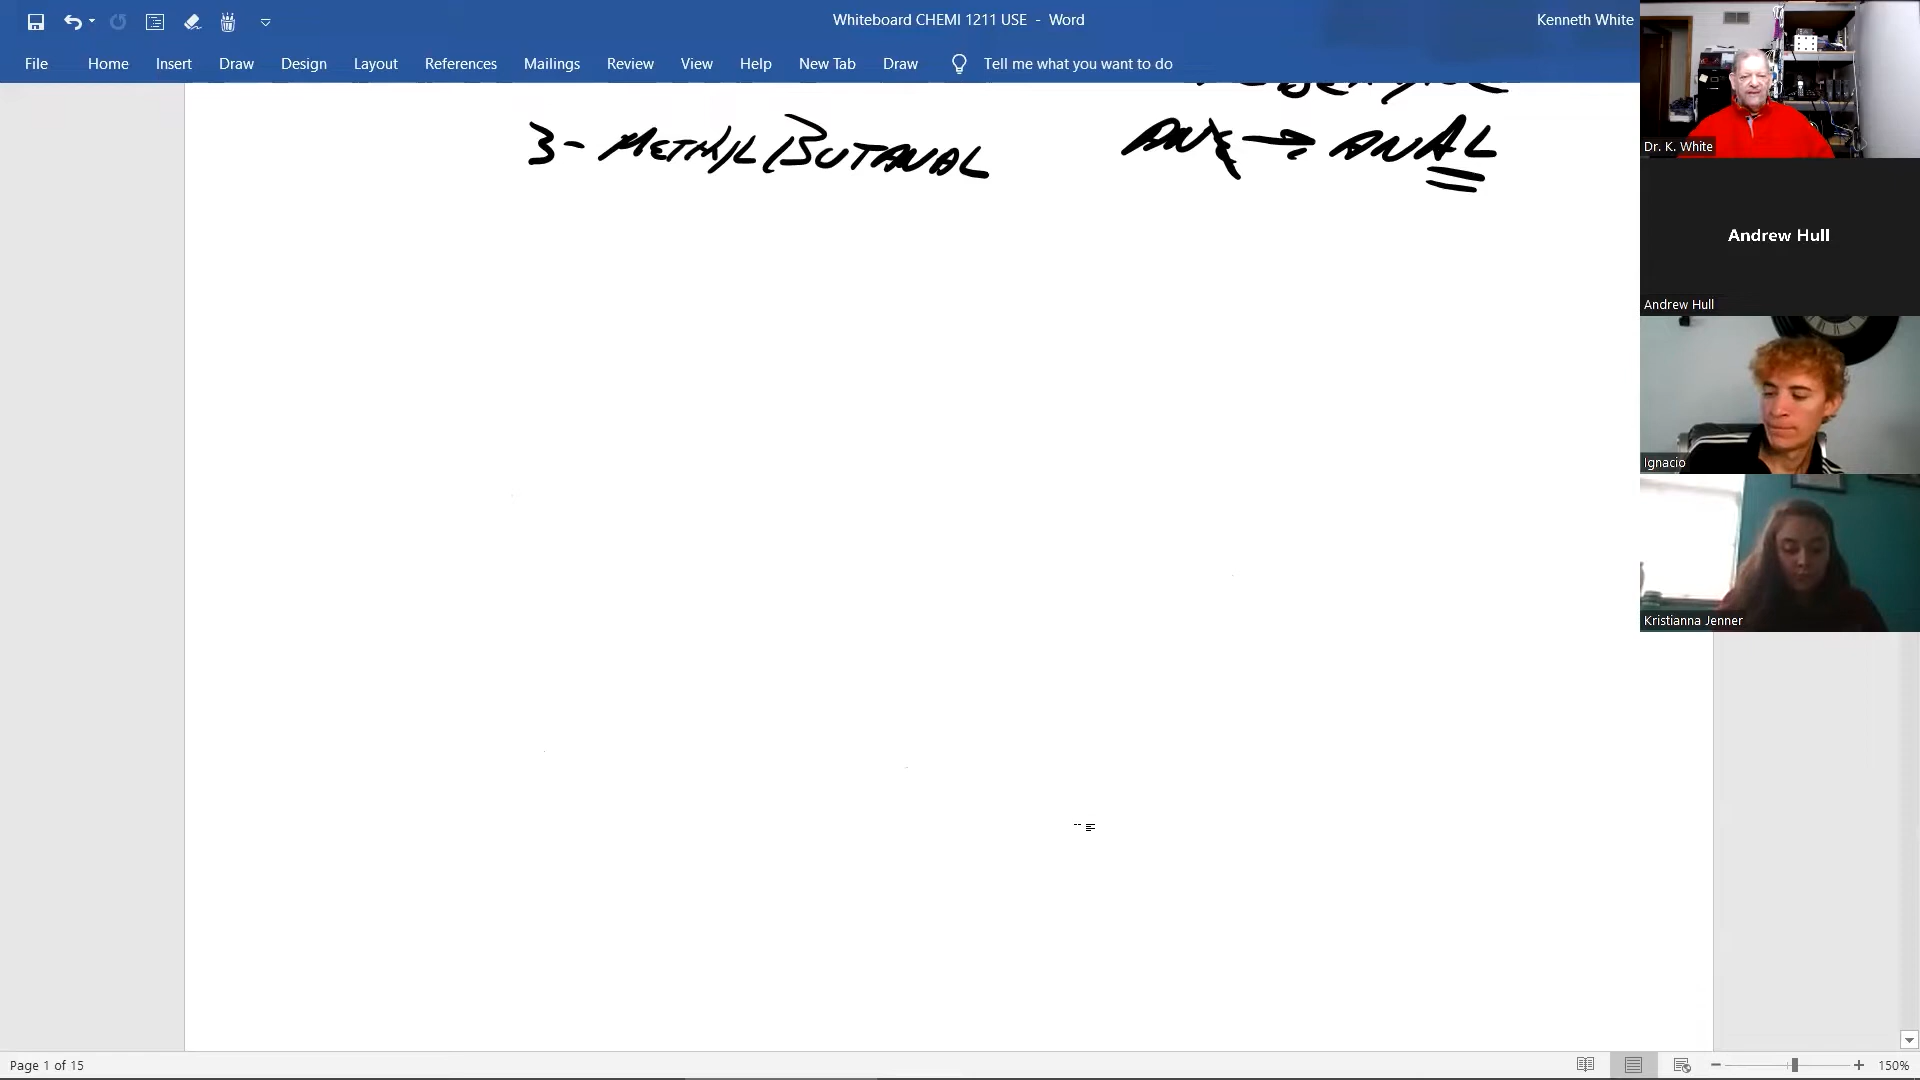 Whiteboard CHEMI 1211 USE - Word
Kenneth White
File Home Insert Draw Design Layout References Mailings Review View Help New Tab Draw Tell me what you want to do
3- METHYL BUTANAL
ANE → ANAL
Dr. K. White
Andrew Hull
Andrew Hull
Ignacio
Kristianna Jenner
Page 1 of 15
150%